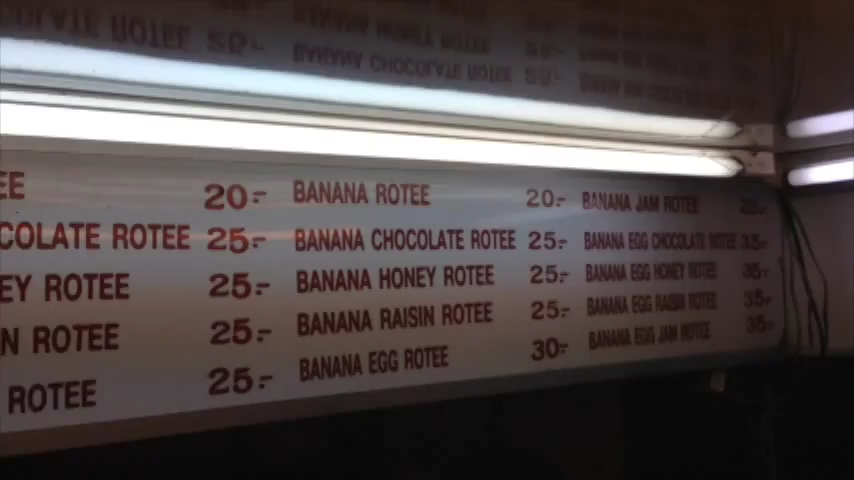 EE 20.- BANANA ROTEE 20.- BANANA JAM ROTEE 25.-
COLATE ROTEE 25.- BANANA CHOCOLATE ROTEE 25.- BANANA EGG CHOCOLATE ROTEE 35.-
EY ROTEE 25.- BANANA HONEY ROTEE 25.- BANANA EGG HONEY ROTEE 35.-
N ROTEE 25.- BANANA RAISIN ROTEE 25.- BANANA EGG RAISIN ROTEE 35.-
ROTEE 25.- BANANA EGG ROTEE 30.- BANANA EGG JAM ROTEE 35.-